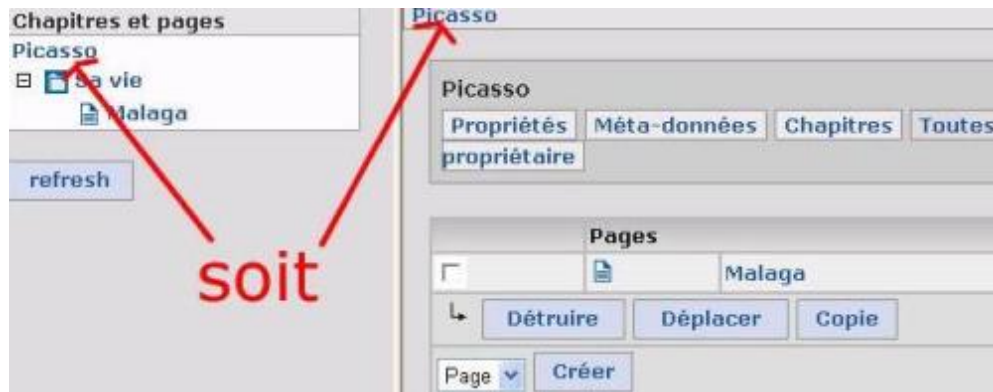 Chapitres et pages
Picasso
Sa vie
Malaga
refresh
soit
Picasso
Picasso
Propriétés Méta-données Chapitres Toutes
propriétaire
Pages
Malaga
Détruire Déplacer Copie
Page Créer